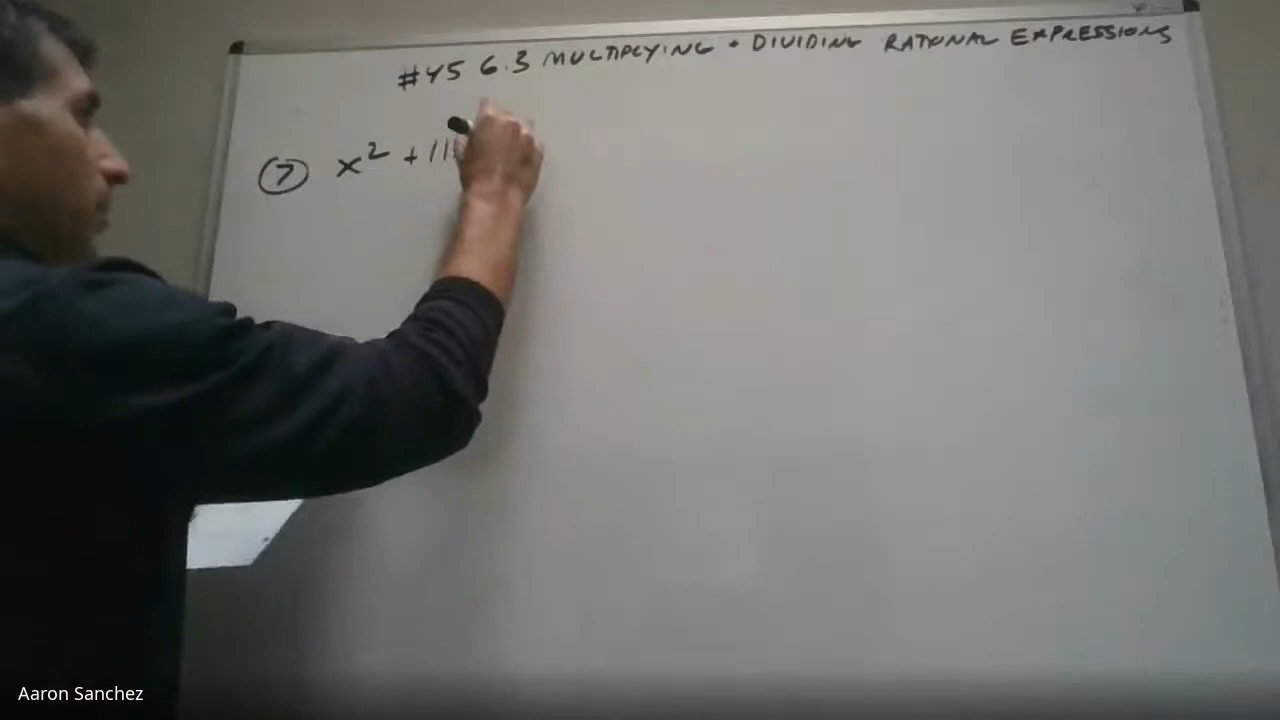 #45 6.3 MULTIPLYING + DIVIDING RATIONAL EXPRESSIONS
⑦ x² + 11
Aaron Sanchez